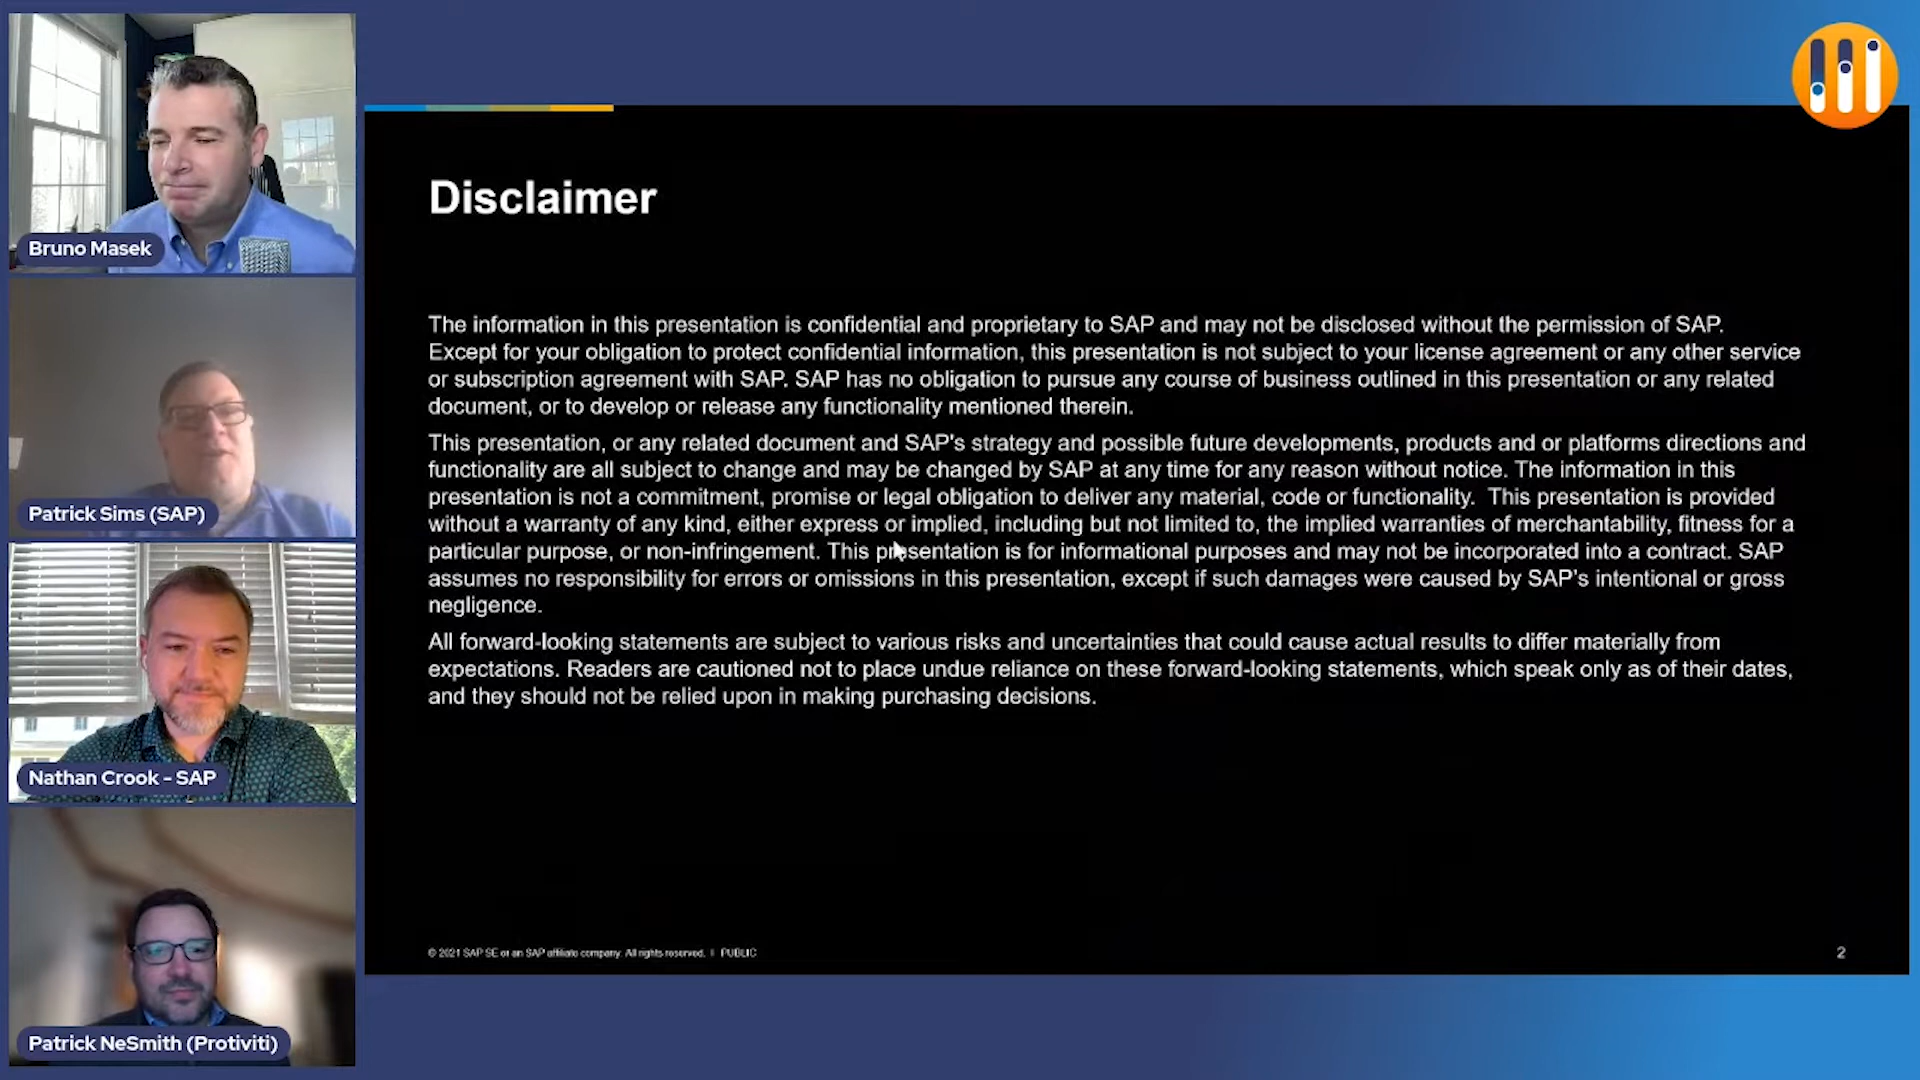 Bruno Masek
Patrick Sims (SAP)
Nathan Crook - SAP
Patrick NeSmith (Protiviti)
Disclaimer
The information in this presentation is confidential and proprietary to SAP and may not be disclosed without the permission of SAP.
Except for your obligation to protect confidential information, this presentation is not subject to your license agreement or any other service
or subscription agreement with SAP. SAP has no obligation to pursue any course of business outlined in this presentation or any related
document, or to develop or release any functionality mentioned therein.
This presentation, or any related document and SAP's strategy and possible future developments, products and or platforms directions and
functionality are all subject to change and may be changed by SAP at any time for any reason without notice. The information in this
presentation is not a commitment, promise or legal obligation to deliver any material, code or functionality. This presentation is provided
without a warranty of any kind, either express or implied, including but not limited to, the implied warranties of merchantability, fitness for a
particular purpose, or non-infringement. This presentation is for informational purposes and may not be incorporated into a contract. SAP
assumes no responsibility for errors or omissions in this presentation, except if such damages were caused by SAP's intentional or gross
negligence.
All forward-looking statements are subject to various risks and uncertainties that could cause actual results to differ materially from
expectations. Readers are cautioned not to place undue reliance on these forward-looking statements, which speak only as of their dates,
and they should not be relied upon in making purchasing decisions.
© 2021 SAP SE or an SAP affiliate company. All rights reserved. I PUBLIC
2